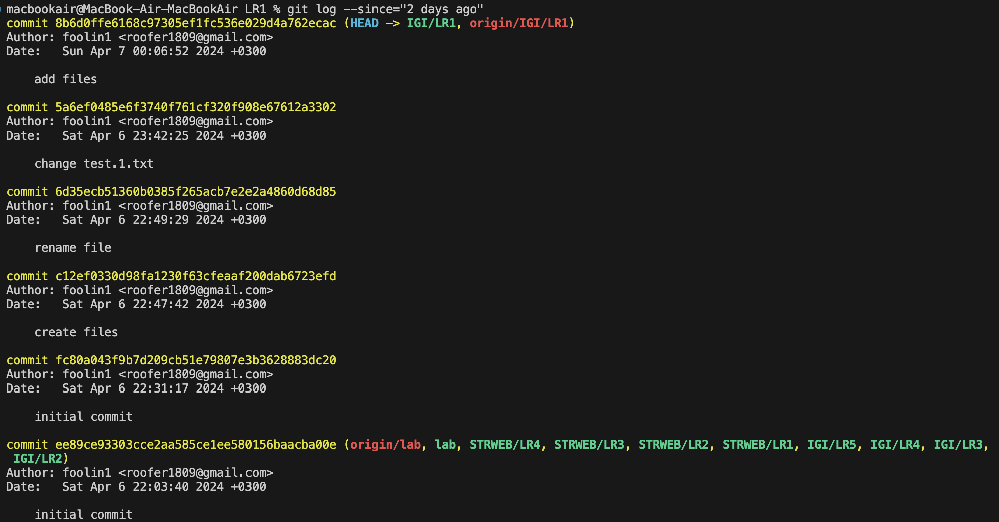 macbookair@MacBook-Air-MacBookAir LR1 % git log --since="2 days ago"
commit 8b6d0ffe6168c97305ef1fc536e029d4a762ecac (HEAD -> IGI/LR1, origin/IGI/LR1)
Author: foolin1 <roofer1809@gmail.com>
Date:   Sun Apr 7 00:06:52 2024 +0300
add files
commit 5a6ef0485e6f3740f761cf320f908e67612a3302
Author: foolin1 <roofer1809@gmail.com>
Date:   Sat Apr 6 23:42:25 2024 +0300
change test.1.txt
commit 6d35ecb51360b0385f265acb7e2e2a4860d68d85
Author: foolin1 <roofer1809@gmail.com>
Date:   Sat Apr 6 22:49:29 2024 +0300
rename file
commit c12ef0330d98fa1230f63cfeaaf200dab6723efd
Author: foolin1 <roofer1809@gmail.com>
Date:   Sat Apr 6 22:47:42 2024 +0300
create files
commit fc80a043f9b7d209cb51e79807e3b3628883dc20
Author: foolin1 <roofer1809@gmail.com>
Date:   Sat Apr 6 22:31:17 2024 +0300
initial commit
commit ee89ce93303cce2aa585ce1ee580156baacba00e (origin/lab, lab, STRWEB/LR4, STRWEB/LR3, STRWEB/LR2, STRWEB/LR1, IGI/LR5, IGI/LR4, IGI/LR3,
IGI/LR2)
Author: foolin1 <roofer1809@gmail.com>
Date:   Sat Apr 6 22:03:40 2024 +0300
initial commit